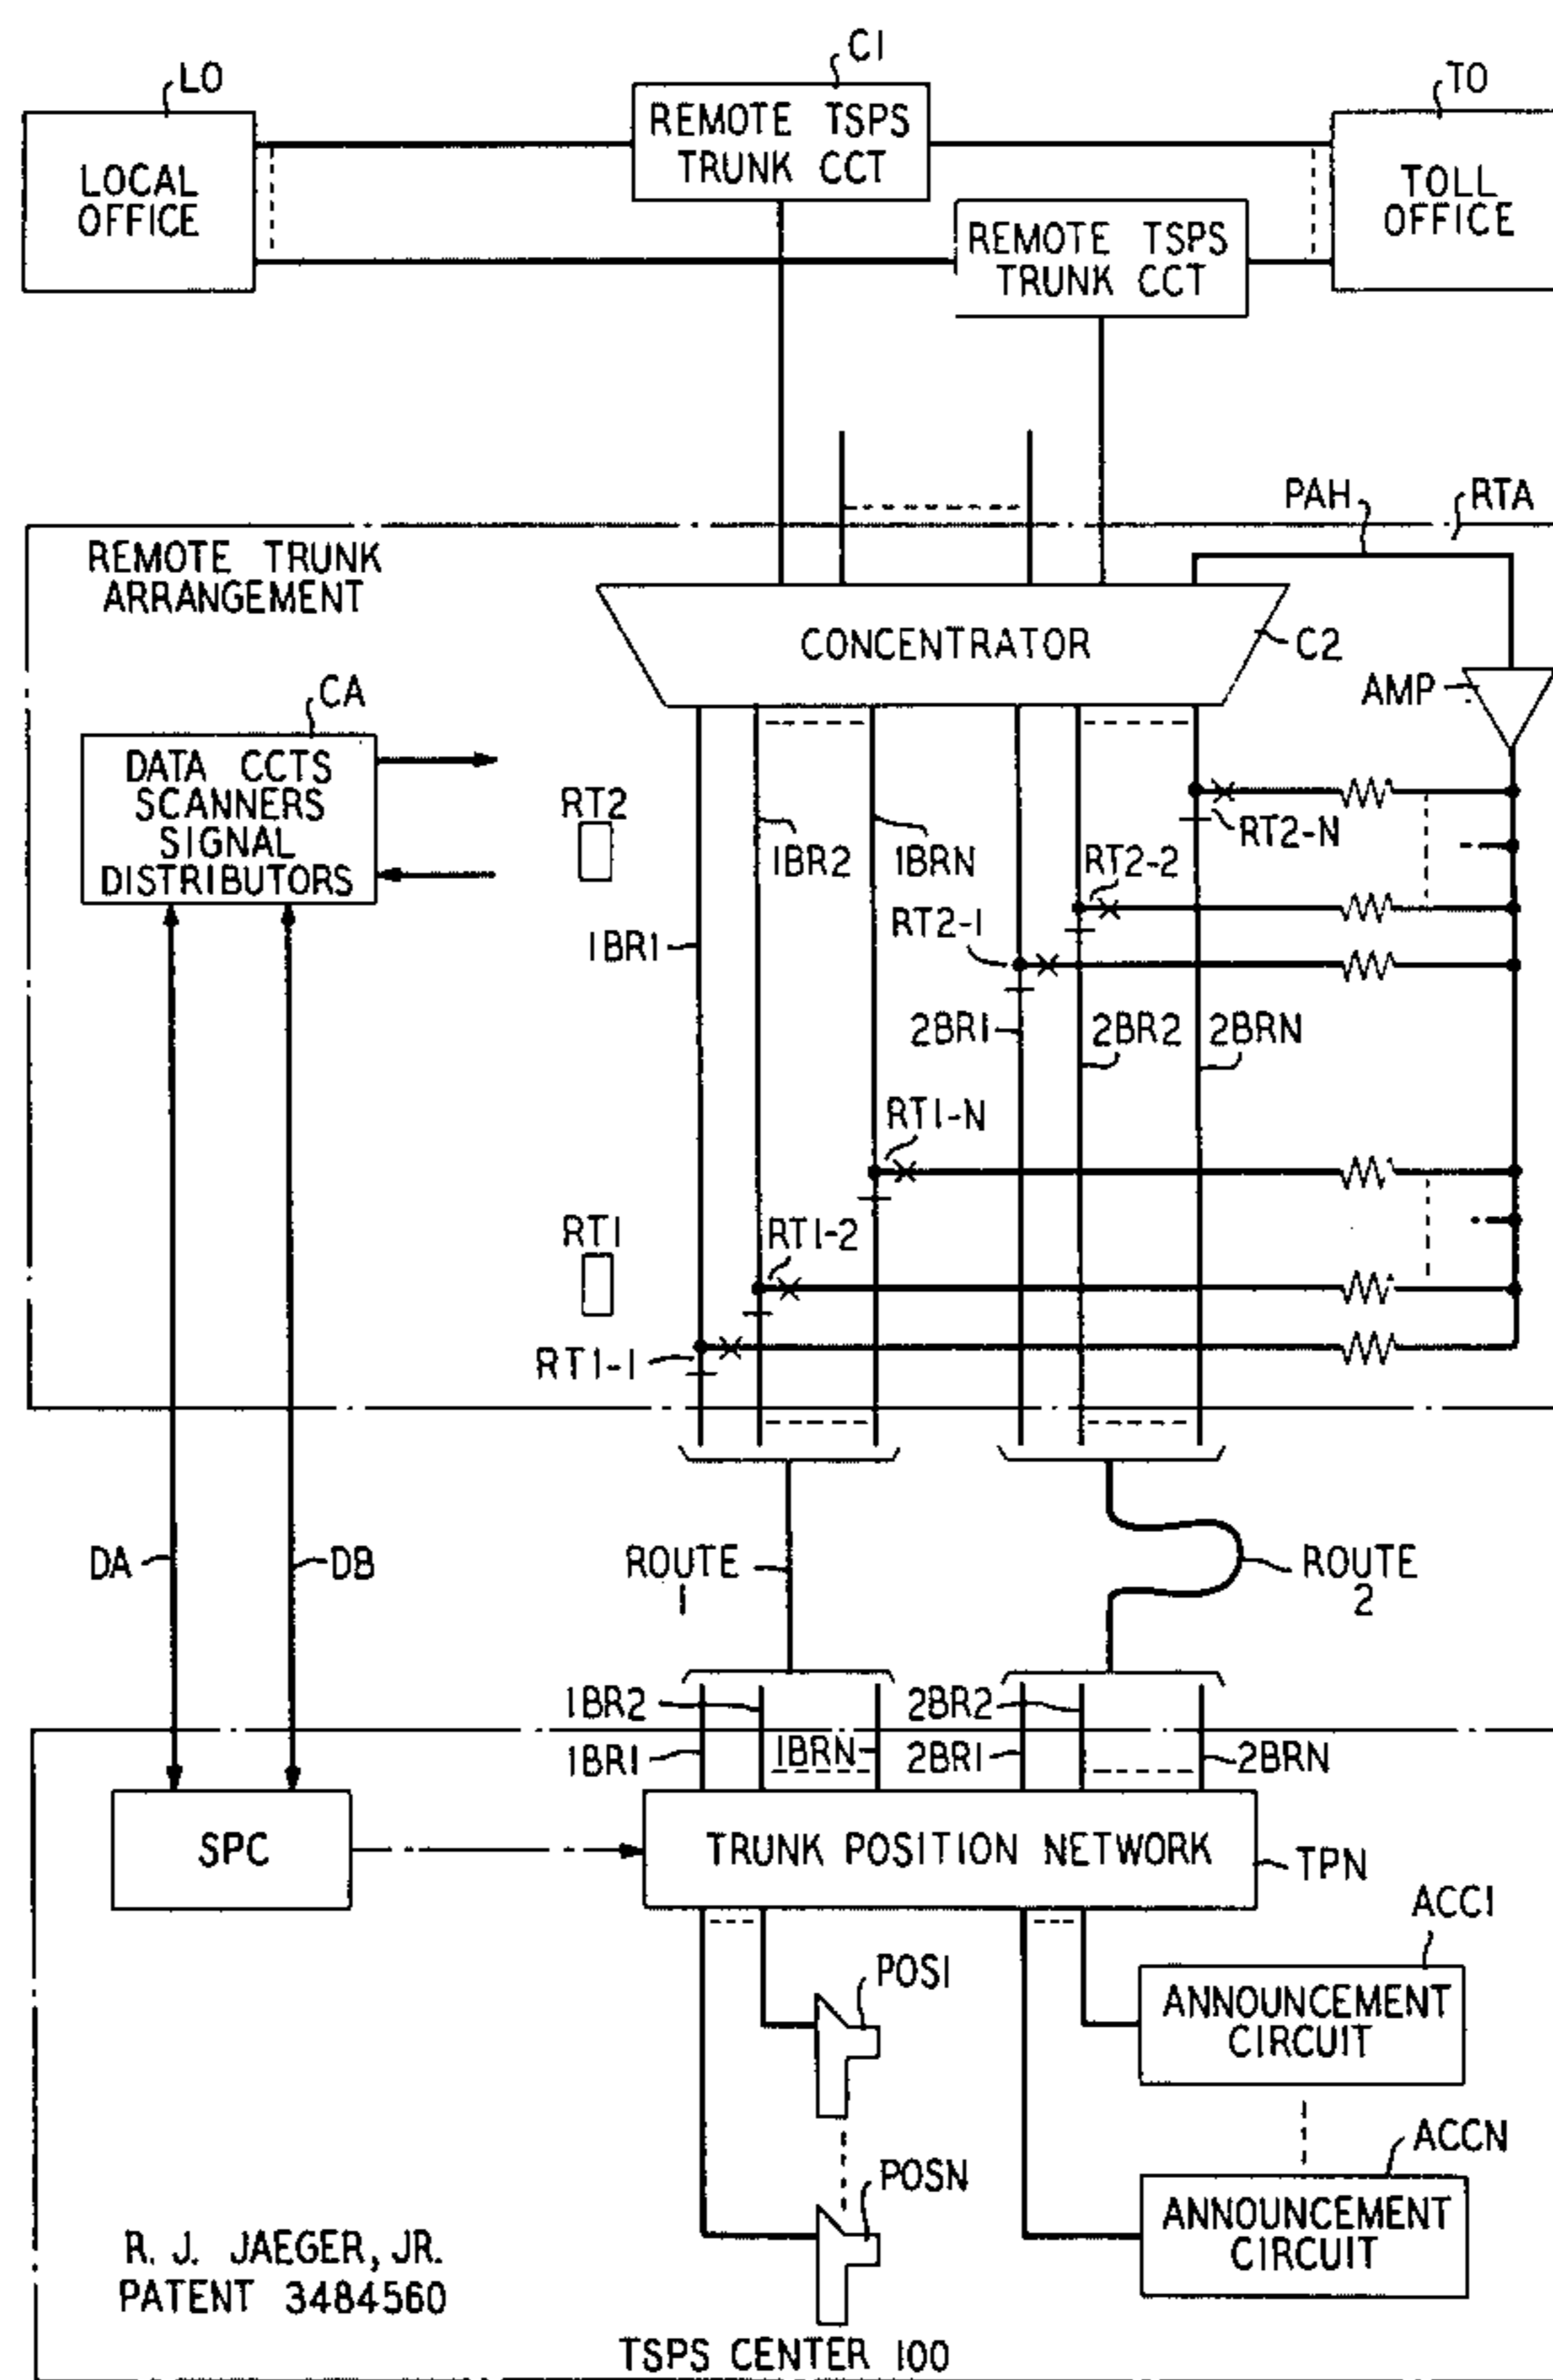 LO
C1
TO
LOCAL
OFFICE
REMOTE TSPS
TRUNK CCT
TOLL
OFFICE
REMOTE TSPS
TRUNK CCT
PAH
RTA
REMOTE TRUNK
ARRANGEMENT
CONCENTRATOR
C2
AMP
CA
DATA CCTS
SCANNERS
SIGNAL
DISTRIBUTORS
RT2
1BR2
1BRN
RT2-N
RT2-2
RT2-1
1BR1
2BR1
2BR2
2BRN
RT1-N
RT1
RT1-2
RT1-1
DA
DB
ROUTE
1
ROUTE
2
1BR2
2BR2
1BR1
1BRN
2BR1
2BRN
SPC
TRUNK POSITION NETWORK
TPN
ACC1
POS1
ANNOUNCEMENT
CIRCUIT
POSN
ACCN
ANNOUNCEMENT
CIRCUIT
R. J. JAEGER, JR.
PATENT 3484560
TSPS CENTER 100